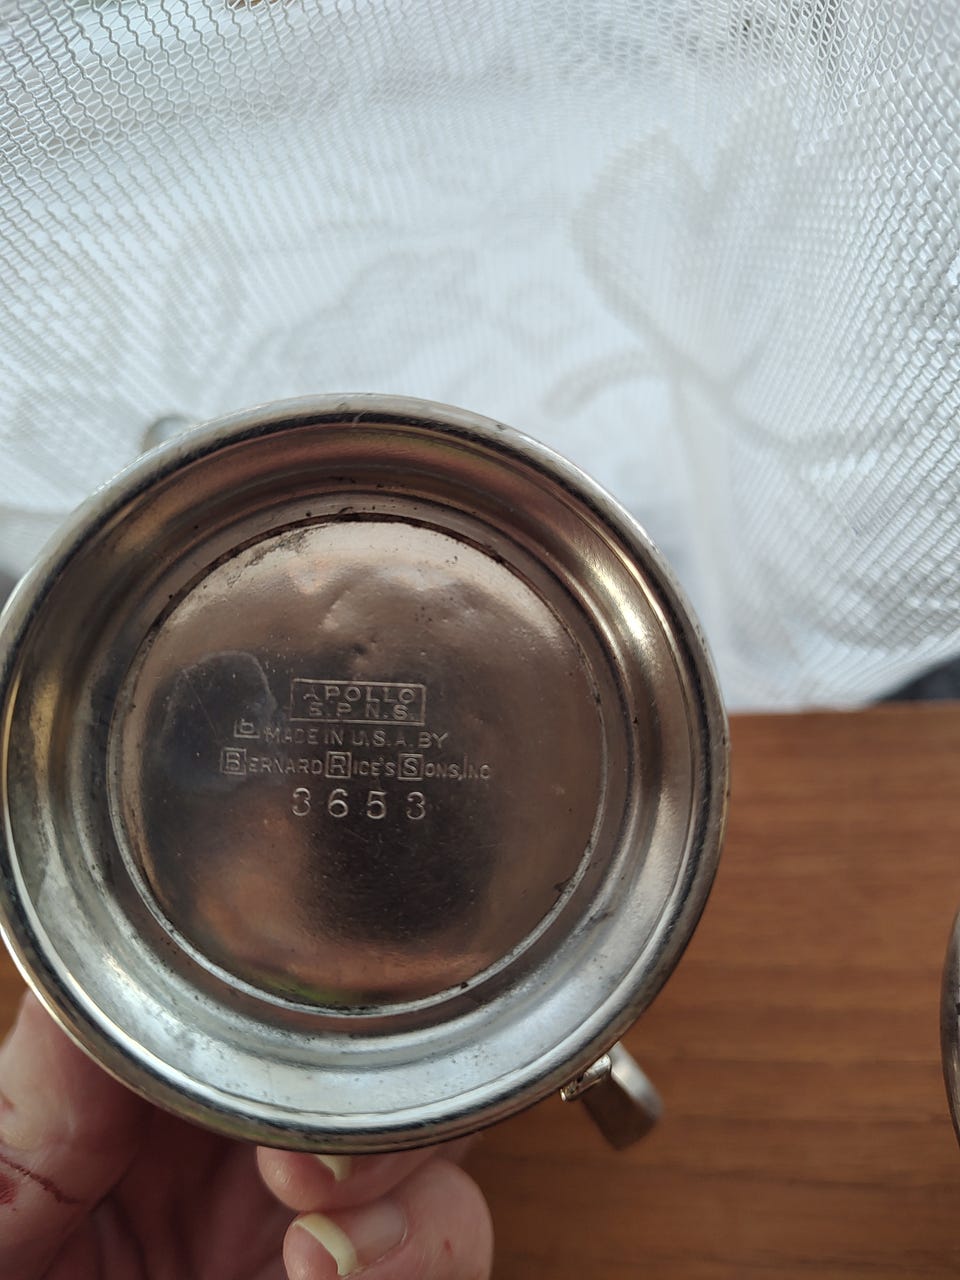 APOLLO
E.P.N.S.
MADE IN U.S.A. BY
BERNARD RICE'S SONS, INC
3653